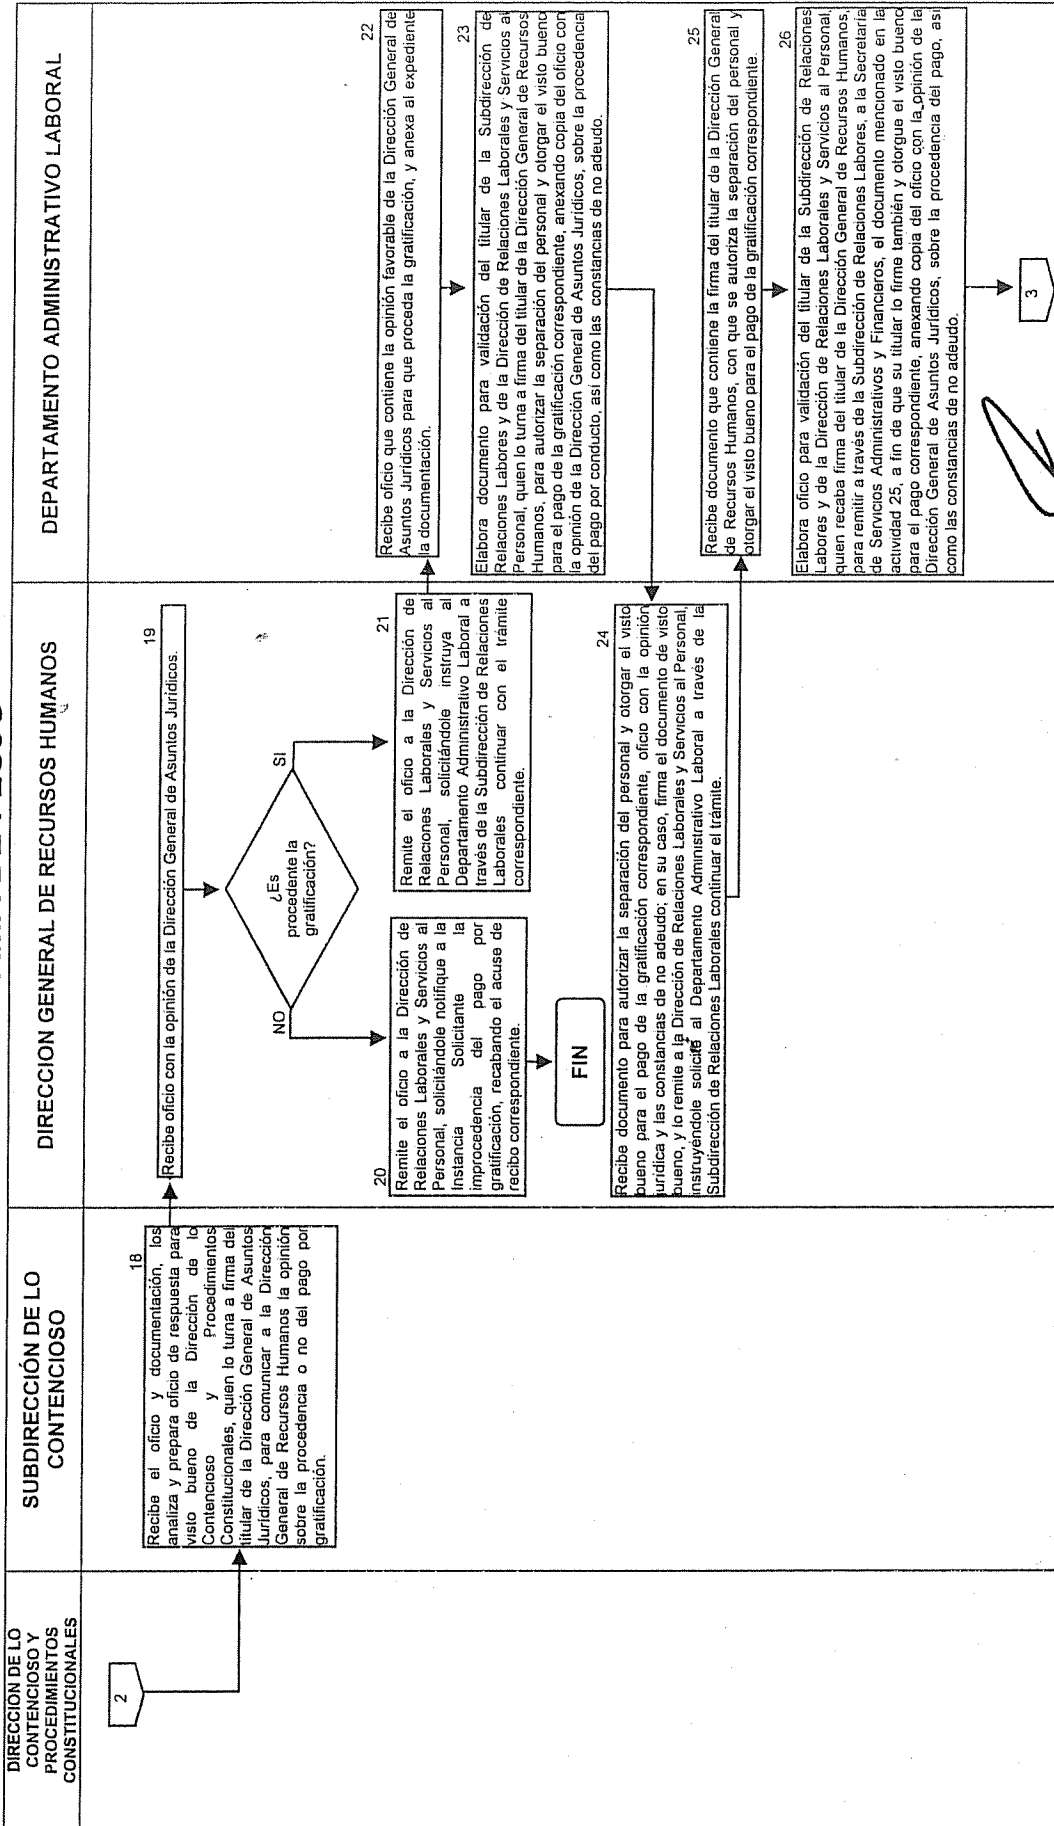 DIRECCION DE LO
CONTENCIOSO Y
PROCEDIMIENTOS
CONSTITUCIONALES
SUBDIRECCIÓN DE LO
CONTENCIOSO
DIRECCION GENERAL DE RECURSOS HUMANOS
DEPARTAMENTO ADMINISTRATIVO LABORAL
2
18
Recibe el oficio y documentación, los
analiza y prepara oficio de respuesta para
visto bueno de la Dirección de lo
Contencioso y Procedimientos
Constitucionales, quien lo turna a firma del
titular de la Dirección General de Asuntos
Jurídicos, para comunicar a la Dirección
General de Recursos Humanos la opinión
sobre la procedencia o no del pago por
gratificación.
19
Recibe oficio con la opinión de la Dirección General de Asuntos Jurídicos.
¿Es
procedente la
gratificación?
NO
SI
20
Remite el oficio a la Dirección de
Relaciones Laborales y Servicios al
Personal, solicitándole notifique a la
Instancia Solicitante la
improcedencia del pago por
gratificación, recabando el acuse de
recibo correspondiente.
FIN
21
Remite el oficio a la Dirección de
Relaciones Laborales y Servicios al
Personal, solicitándole instruya al
Departamento Administrativo Laboral a
través de la Subdirección de Relaciones
Laborales continuar con el trámite
correspondiente.
22
Recibe oficio que contiene la opinión favorable de la Dirección General de
Asuntos Jurídicos para que proceda la gratificación, y anexa al expediente
la documentación.
23
Elabora documento para validación del titular de la Subdirección de
Relaciones Labores y de la Dirección de Relaciones Laborales y Servicios al
Personal, quien lo turna a firma del titular de la Dirección General de Recursos
Humanos, para autorizar la separación del personal y otorgar el visto bueno
para el pago de la gratificación correspondiente, anexando copia del oficio con
la opinión de la Dirección General de Asuntos Jurídicos, sobre la procedencia
del pago por conducto, así como las constancias de no adeudo.
24
Recibe documento para autorizar la separación del personal y otorgar el visto
bueno para el pago de la gratificación correspondiente, oficio con la opinión
jurídica y las constancias de no adeudo; en su caso, firma el documento de visto
bueno, y lo remite a la Dirección de Relaciones Laborales y Servicios al Personal,
instruyéndole solicite al Departamento Administrativo Laboral a través de la
Subdirección de Relaciones Laborales continuar el trámite.
25
Recibe documento que contiene la firma del titular de la Dirección General
de Recursos Humanos, con que se autoriza la separación del personal y
otorgar el visto bueno para el pago de la gratificación correspondiente.
26
Elabora oficio para validación del titular de la Subdirección de Relaciones
Labores y de la Dirección de Relaciones Laborales y Servicios al Personal,
quien recaba firma del titular de la Dirección General de Recursos Humanos,
para remitir a través de la Subdirección de Relaciones Labores, a la Secretaría
de Servicios Administrativos y Financieros, el documento mencionado en la
actividad 25, a fin de que su titular lo firme también y otorgue el visto bueno
para el pago correspondiente, anexando copia del oficio con la opinión de la
Dirección General de Asuntos Jurídicos, sobre la procedencia del pago, así
como las constancias de no adeudo.
3